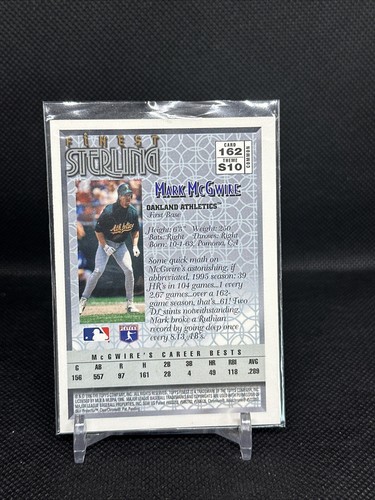 FINEST
STERLING
CARD
162
THEME
S10
COMMON
MARK McGWIRE
OAKLAND ATHLETICS™
First Base
Height: 6'5" Weight: 250
Bats: Right Throws: Right
Born: 10-1-63, Pomona, CA
Some quick math on
McGwire's astonishing, if
abbreviated, 1995 season: 39
HR's in 104 games...1 every
2.67 games...over a 162-
game season, that's...61! Two
DL stints notwithstanding,
Mark broke a Ruthian
record by going deep once
every 8.13 AB's.
McGWIRE'S CAREER BESTS
G AB R H 2B 3B HR RBI AVG
156 557 97 161 28 4 49 118 .289